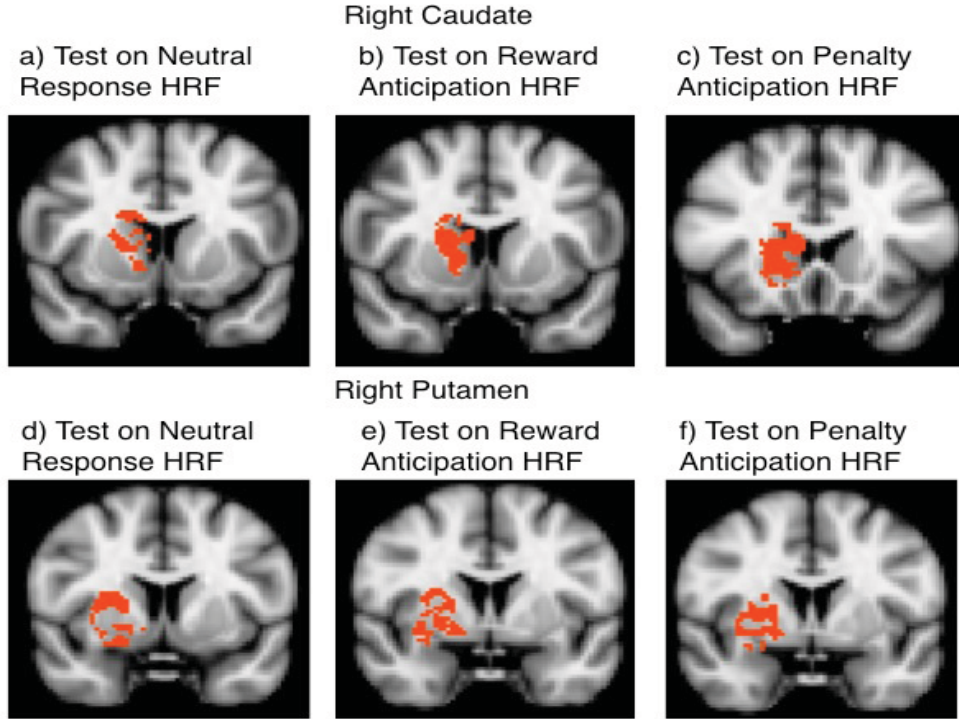 Right Caudate
a) Test on Neutral
Response HRF
b) Test on Reward
Anticipation HRF
c) Test on Penalty
Anticipation HRF
Right Putamen
d) Test on Neutral
Response HRF
e) Test on Reward
Anticipation HRF
f) Test on Penalty
Anticipation HRF